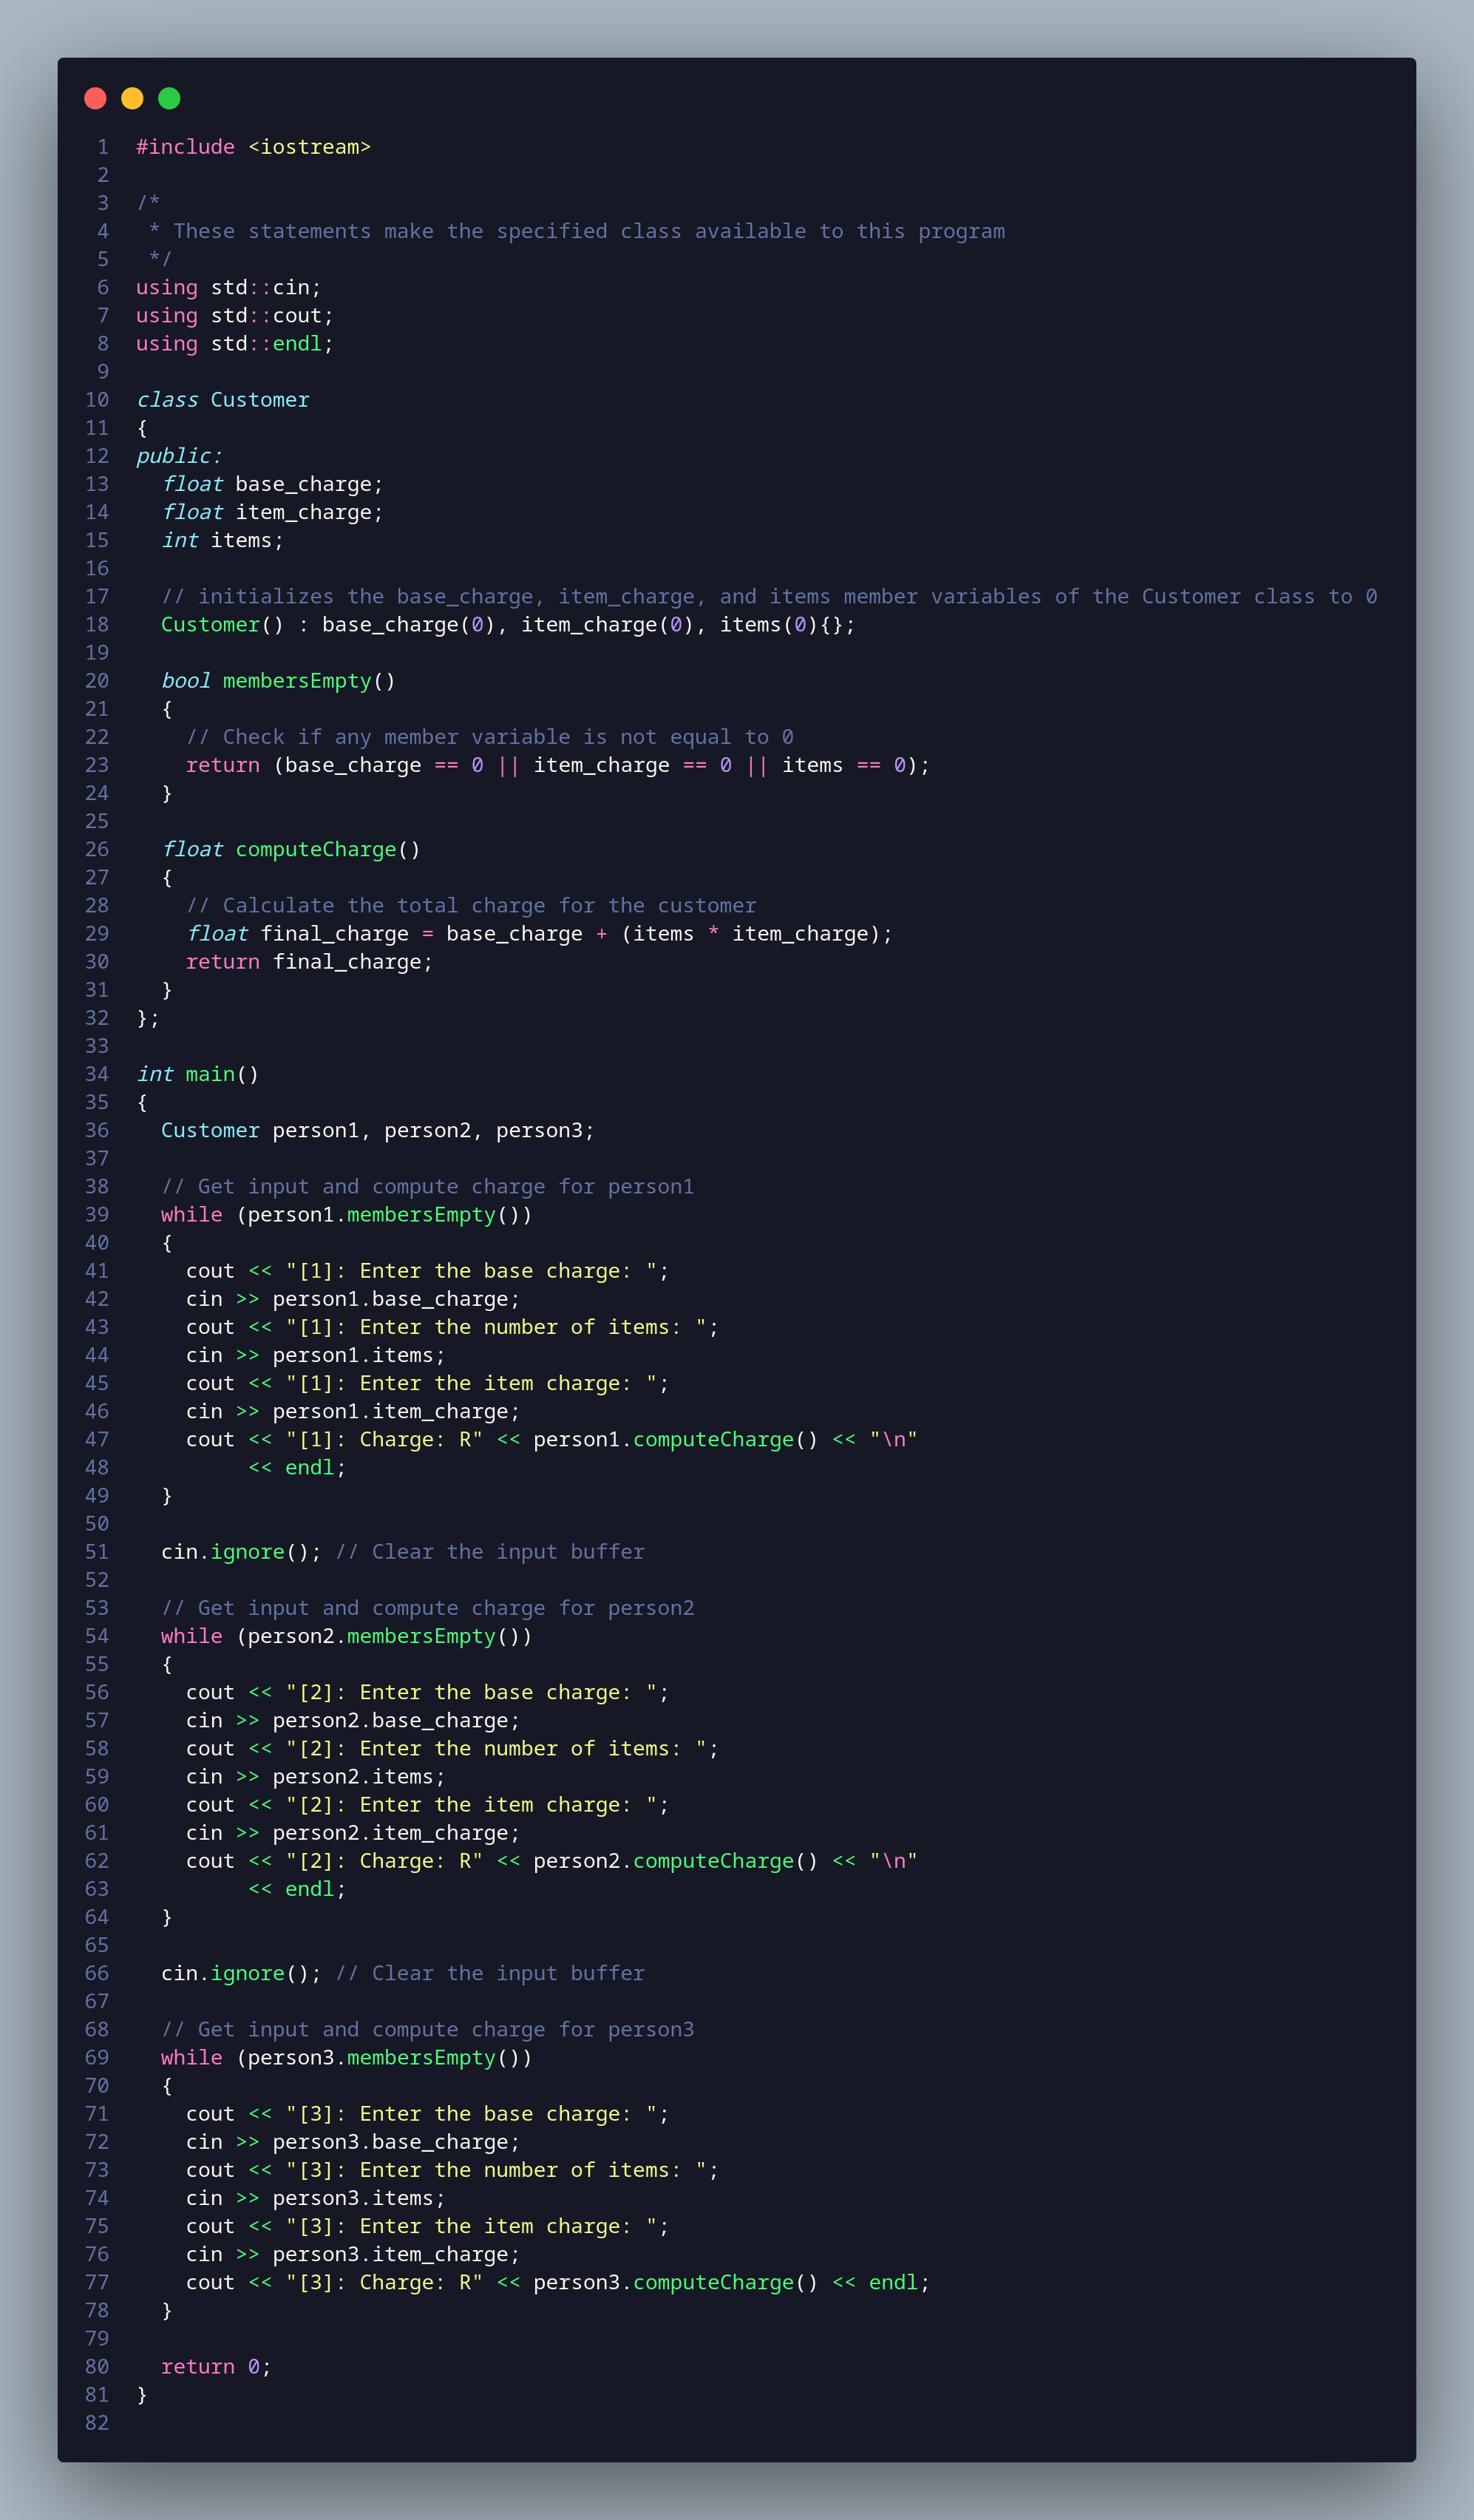 1 #include <iostream>
2
3 /*
4  * These statements make the specified class available to this program
5  */
6 using std::cin;
7 using std::cout;
8 using std::endl;
9
10 class Customer
11 {
12 public:
13   float base_charge;
14   float item_charge;
15   int items;
16
17   // initializes the base_charge, item_charge, and items member variables of the Customer class to 0
18   Customer() : base_charge(0), item_charge(0), items(0){};
19
20   bool membersEmpty()
21   {
22     // Check if any member variable is not equal to 0
23     return (base_charge == 0 || item_charge == 0 || items == 0);
24   }
25
26   float computeCharge()
27   {
28     // Calculate the total charge for the customer
29     float final_charge = base_charge + (items * item_charge);
30     return final_charge;
31   }
32 };
33
34 int main()
35 {
36   Customer person1, person2, person3;
37
38   // Get input and compute charge for person1
39   while (person1.membersEmpty())
40   {
41     cout << "[1]: Enter the base charge: ";
42     cin >> person1.base_charge;
43     cout << "[1]: Enter the number of items: ";
44     cin >> person1.items;
45     cout << "[1]: Enter the item charge: ";
46     cin >> person1.item_charge;
47     cout << "[1]: Charge: R" << person1.computeCharge() << "\n"
48          << endl;
49   }
50
51   cin.ignore(); // Clear the input buffer
52
53   // Get input and compute charge for person2
54   while (person2.membersEmpty())
55   {
56     cout << "[2]: Enter the base charge: ";
57     cin >> person2.base_charge;
58     cout << "[2]: Enter the number of items: ";
59     cin >> person2.items;
60     cout << "[2]: Enter the item charge: ";
61     cin >> person2.item_charge;
62     cout << "[2]: Charge: R" << person2.computeCharge() << "\n"
63          << endl;
64   }
65
66   cin.ignore(); // Clear the input buffer
67
68   // Get input and compute charge for person3
69   while (person3.membersEmpty())
70   {
71     cout << "[3]: Enter the base charge: ";
72     cin >> person3.base_charge;
73     cout << "[3]: Enter the number of items: ";
74     cin >> person3.items;
75     cout << "[3]: Enter the item charge: ";
76     cin >> person3.item_charge;
77     cout << "[3]: Charge: R" << person3.computeCharge() << endl;
78   }
79
80   return 0;
81 }
82